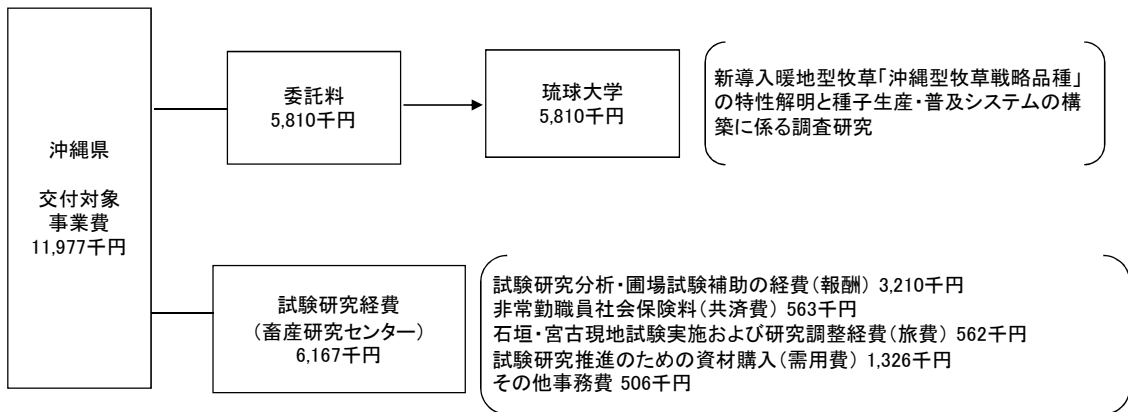 沖縄県
交付対象
事業費
11,977千円
委託料
5,810千円
琉球大学
5,810千円
新導入暖地型牧草「沖縄型牧草戦略品種」
の特性解明と種子生産・普及システムの構
築に係る調査研究
試験研究経費
（畜産研究センター）
6,167千円
試験研究分析・圃場試験補助の経費（報酬） 3,210千円
非常勤職員社会保険料（共済費） 563千円
石垣・宮古現地試験実施および研究調整経費（旅費） 562千円
試験研究推進のための資材購入（需用費） 1,326千円
その他事務費 506千円